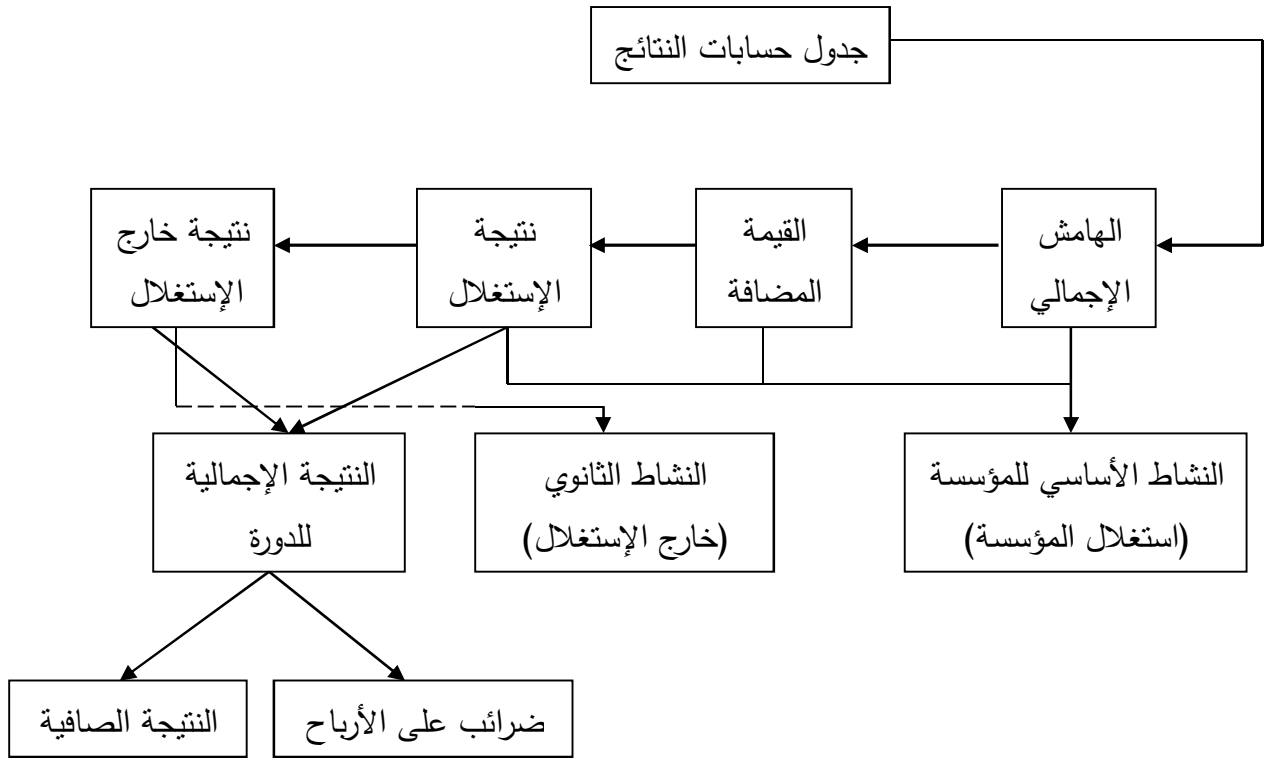 جدول حسابات النتائج
الهامش
الإجمالي
القيمة
المضافة
نتيجة
الإستغلال
نتيجة خارج
الإستغلال
النشاط الأساسي للمؤسسة
(استغلال المؤسسة)
النشاط الثانوي
(خارج الإستغلال)
النتيجة الإجمالية
للدورة
ضرائب على الأرباح
النتيجة الصافية